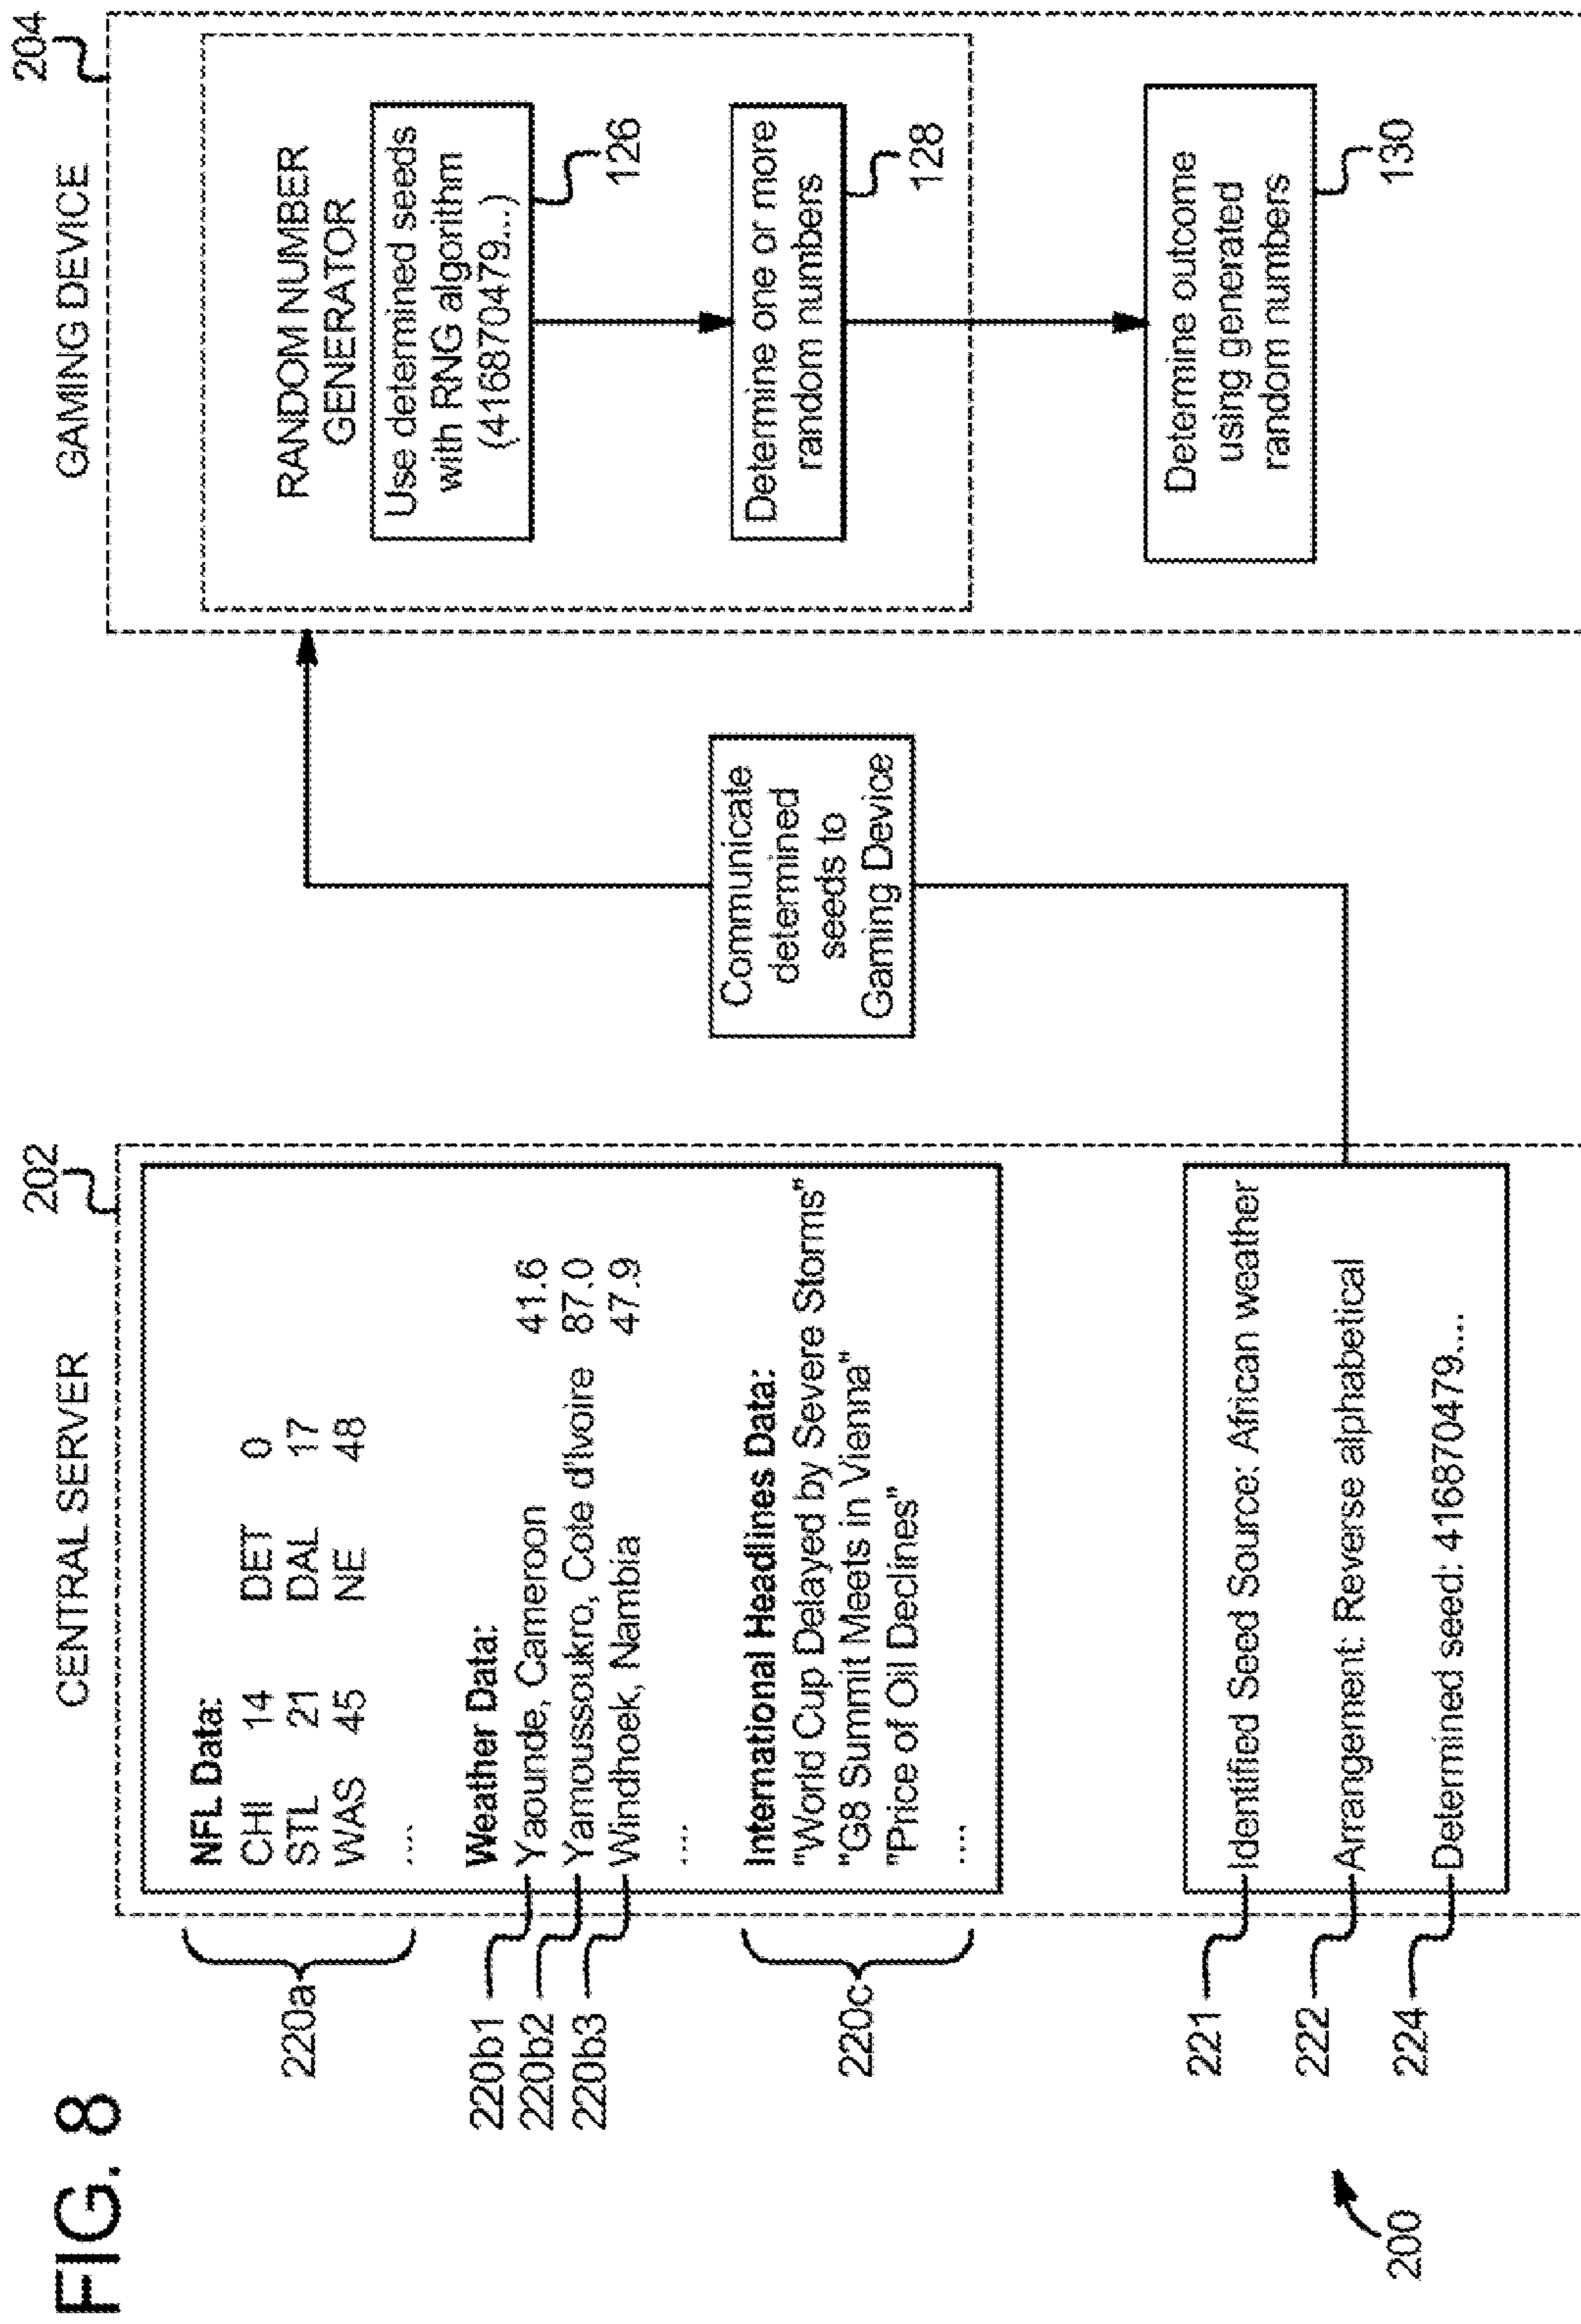 FIG. 8
200
CENTRAL SERVER
202
NFL Data:
CHI 14 DET 0
STL 21 DAL 17
WAS 45 NE 48
....
220a
Weather Data:
220b1 Yaounde, Cameroon 41.6
220b2 Yamoussoukro, Cote d'Ivoire 87.0
220b3 Windhoek, Nambia 47.9
....
International Headlines Data:
"World Cup Delayed by Severe Storms"
"G8 Summit Meets in Vienna"
"Price of Oil Declines"
....
220c
221 Identified Seed Source: African weather
222 Arrangement: Reverse alphabetical
224 Determined seed: 416870479....
Communicate
determined
seeds to
Gaming Device
GAMING DEVICE
204
RANDOM NUMBER
GENERATOR
Use determined seeds
with RNG algorithm
(416870479...)
126
Determine one or more
random numbers
128
Determine outcome
using generated
random numbers
130